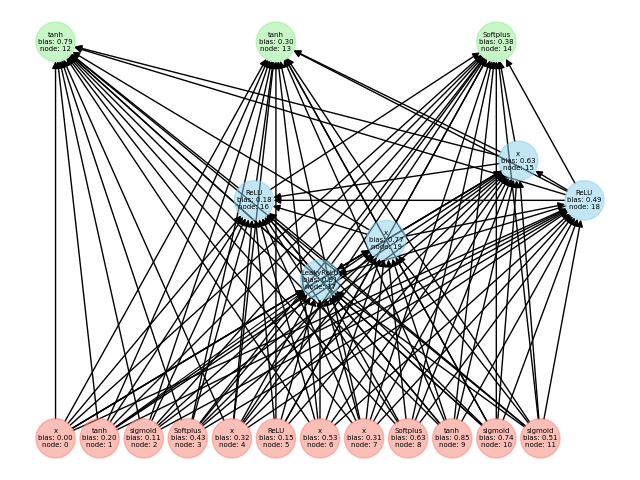 tanh
bias: 0.79
node: 12
tanh
bias: 0.30
node: 13
Softplus
bias: 0.38
node: 14
x
bias: 0.63
node: 15
ReLU
bias: 0.18
node: 16
ReLU
bias: 0.49
node: 18
x
bias: 0.77
node: 19
LeakyReLU
node: 17
x
bias: 0.00
node: 0
tanh
bias: 0.20
node: 1
sigmoid
bias: 0.11
node: 2
Softplus
bias: 0.43
node: 3
x
bias: 0.32
node: 4
ReLU
bias: 0.15
node: 5
x
bias: 0.53
node: 6
x
bias: 0.31
node: 7
Softplus
bias: 0.63
node: 8
tanh
bias: 0.85
node: 9
sigmoid
bias: 0.74
node: 10
sigmoid
bias: 0.51
node: 11